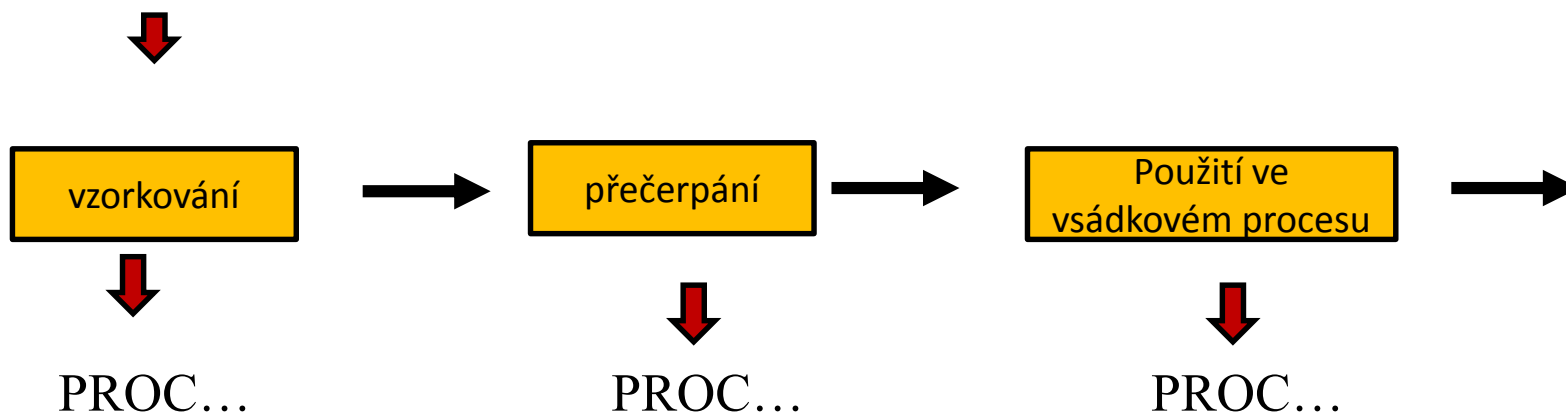 vzorkování
přečerpání
Použití ve
vsádkovém procesu
PROC…
PROC…
PROC…